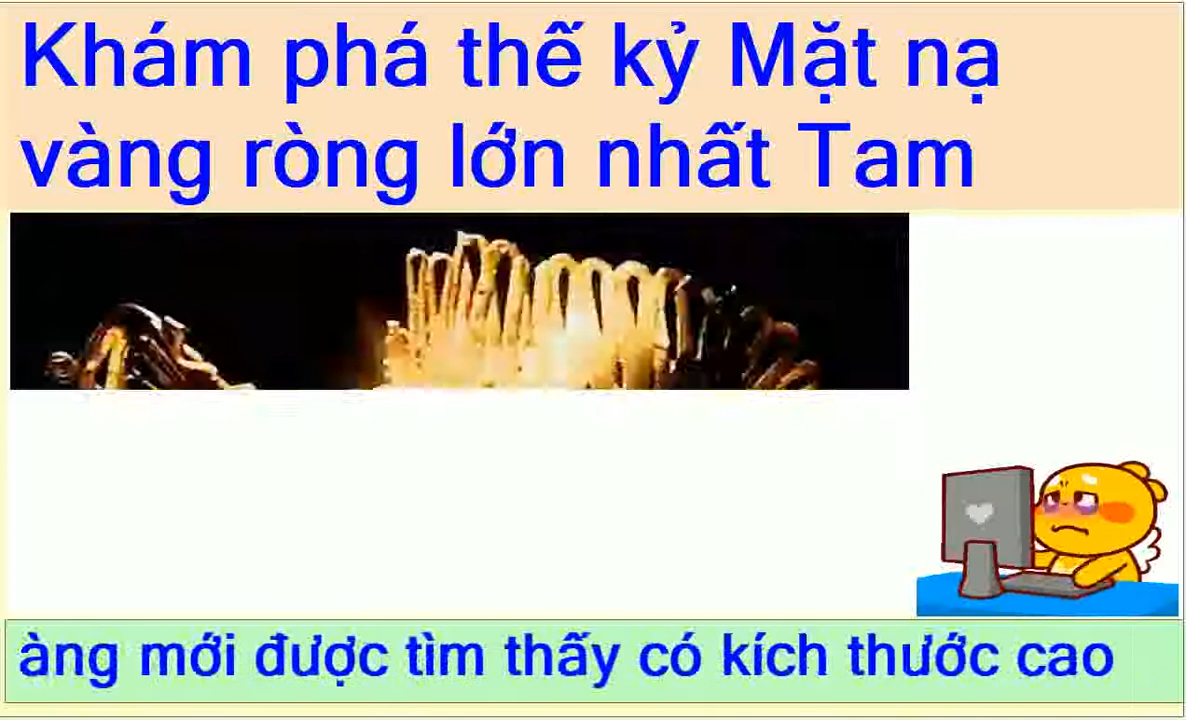 Khám phá thế kỷ Mặt nạ
vàng ròng lớn nhất Tam
àng mới được tìm thấy có kích thước cao